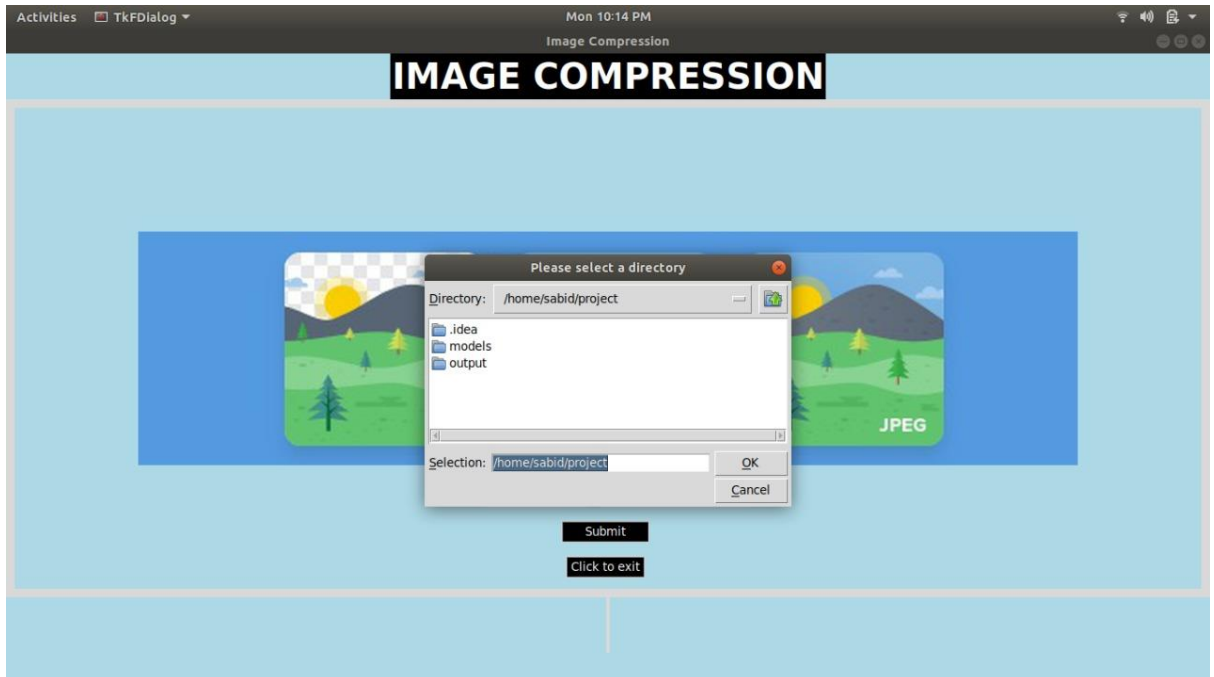 Activities TkFDialog Mon 10:14 PM
Image Compression
IMAGE COMPRESSION
Please select a directory
Directory: /home/sabid/project
.idea
models
output
JPEG
Selection: /home/sabid/project OK
Cancel
Submit
Click to exit